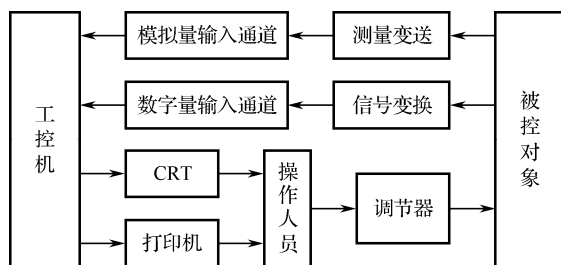 工控机
模拟量输入通道
测量变送
数字量输入通道
信号变换
CRT
打印机
操作人员
调节器
被控对象